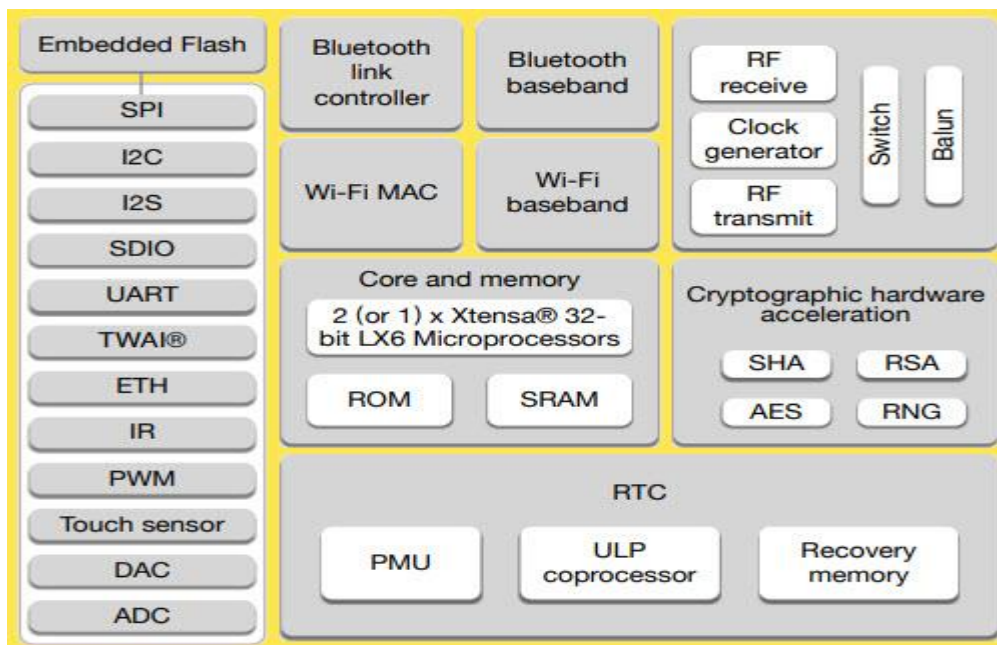 Embedded Flash
SPI
I2C
I2S
SDIO
UART
TWAI®
ETH
IR
PWM
Touch sensor
DAC
ADC
Bluetooth
link
controller
Bluetooth
baseband
Wi-Fi MAC
Wi-Fi
baseband
RF
receive
Clock
generator
RF
transmit
Switch
Balun
Core and memory
2 (or 1) x Xtensa® 32-
bit LX6 Microprocessors
ROM
SRAM
Cryptographic hardware
acceleration
SHA
RSA
AES
RNG
RTC
PMU
ULP
coprocessor
Recovery
memory